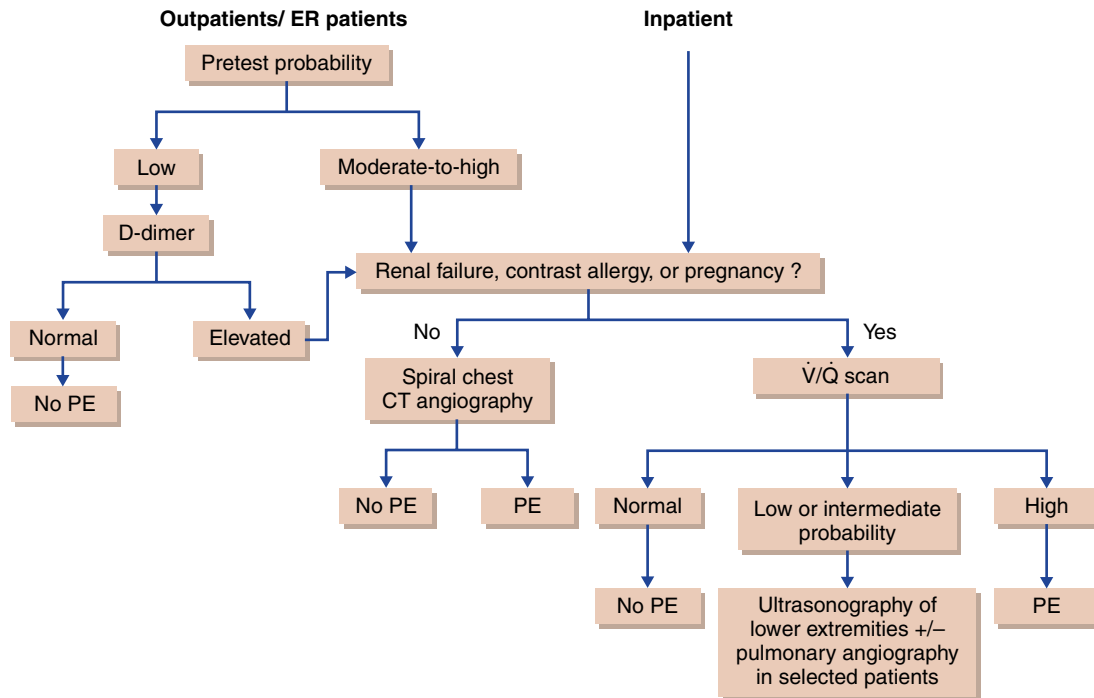 Outpatients/ ER patients
Inpatient
Pretest probability
Low
Moderate-to-high
D-dimer
Renal failure, contrast allergy, or pregnancy ?
Normal
Elevated
No
Yes
No PE
Spiral chest
CT angiography
V̇/Q̇ scan
No PE
PE
Normal
Low or intermediate
probability
High
No PE
Ultrasonography of
lower extremities +/–
pulmonary angiography
in selected patients
PE